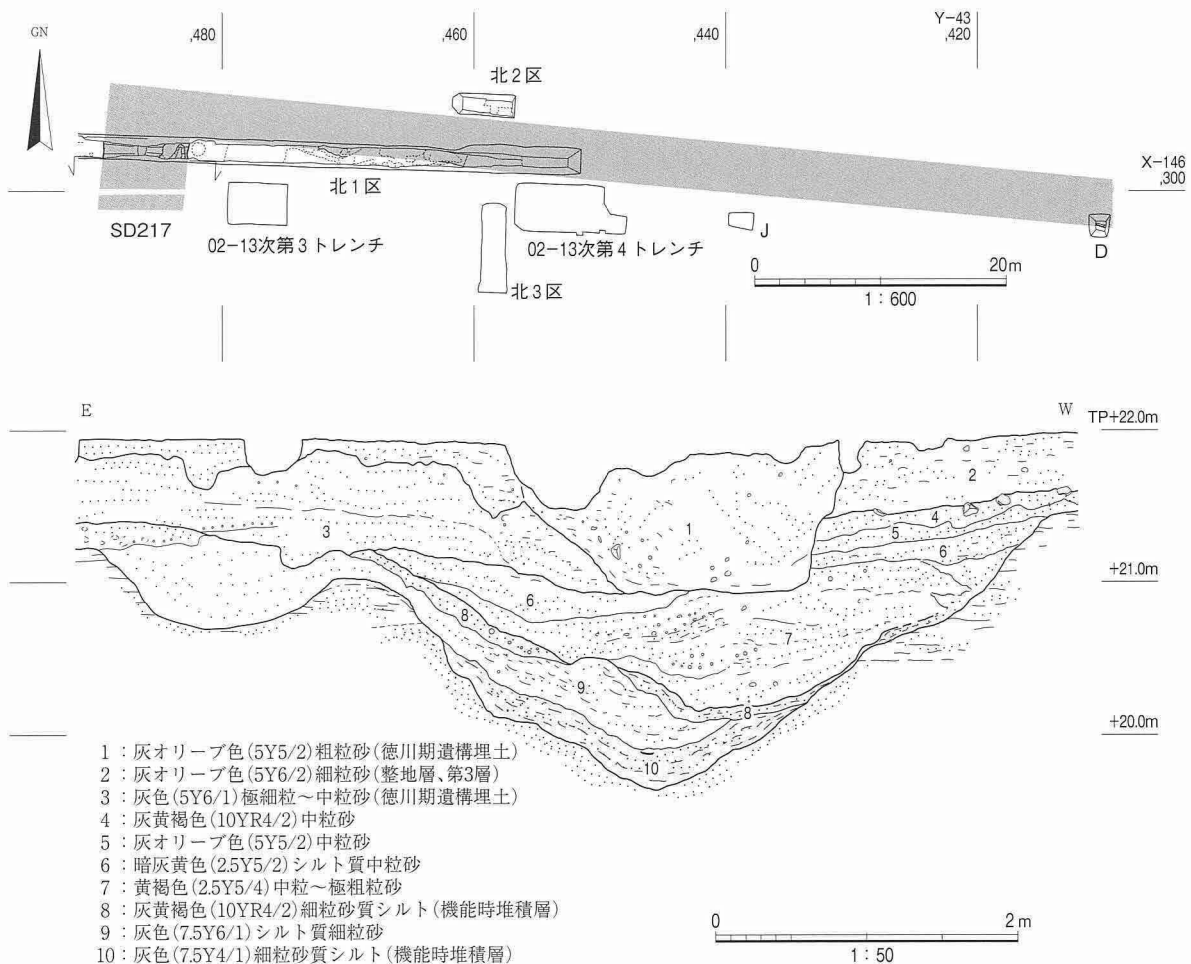 GN
,480
,460
,440
Y-43
,420
北2区
X-146
,300
北1区
SD217
02-13次第3トレンチ
02-13次第4トレンチ
J
D
北3区
0
20m
1:600
E
W
TP+22.0m
2
1
4
5
3
6
+21.0m
6
8
7
9
8
+20.0m
10
1:灰オリーブ色(5Y5/2)粗粒砂(徳川期遺構埋土)
2:灰オリーブ色(5Y6/2)細粒砂(整地層、第3層)
3:灰色(5Y6/1)極細粒～中粒砂(徳川期遺構埋土)
4:灰黄褐色(10YR4/2)中粒砂
5:灰オリーブ色(5Y5/2)中粒砂
6:暗灰黄色(2.5Y5/2)シルト質中粒砂
7:黄褐色(2.5Y5/4)中粒～極粗粒砂
8:灰黄褐色(10YR4/2)細粒砂質シルト(機能時堆積層)
9:灰色(7.5Y6/1)シルト質細粒砂
10:灰色(7.5Y4/1)細粒砂質シルト(機能時堆積層)
0
2m
1:50